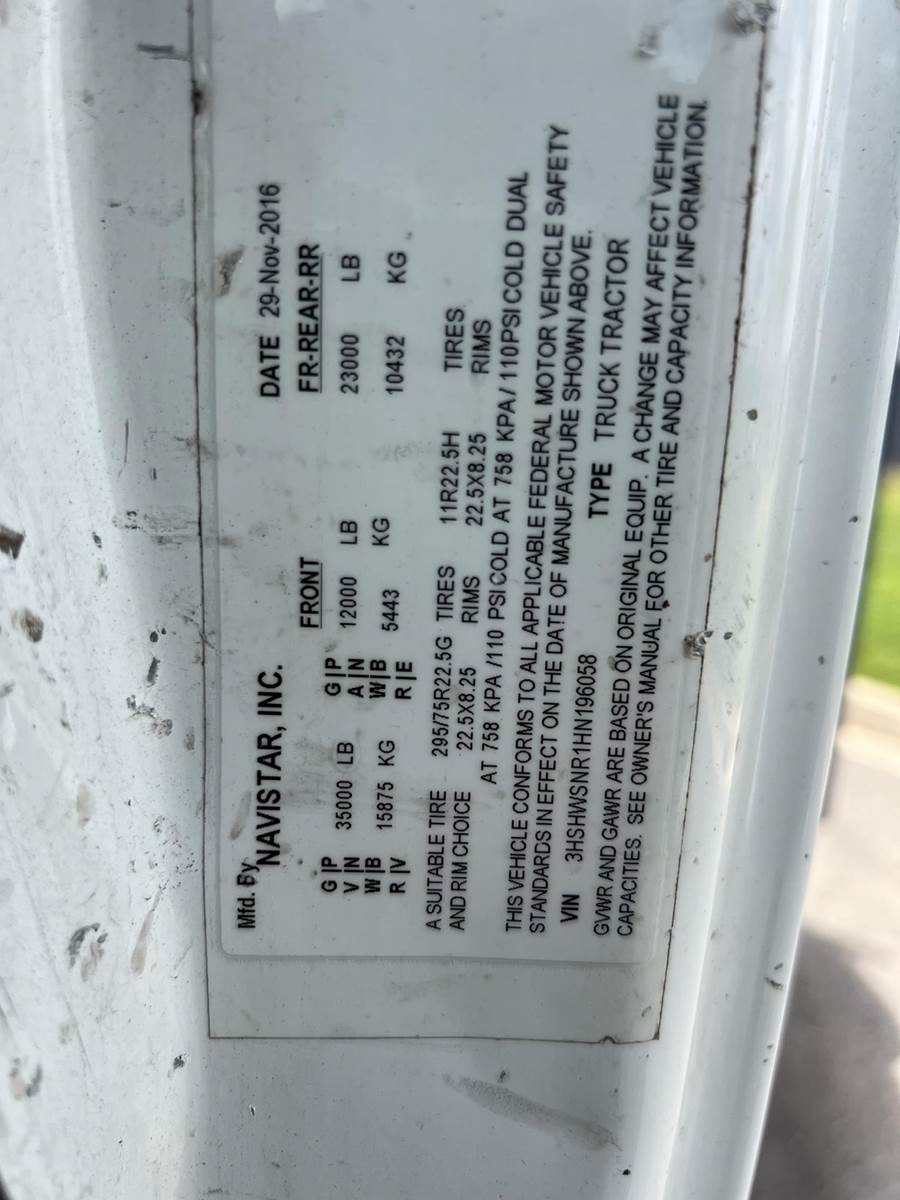 Mfd. By NAVISTAR, INC. DATE 29-Nov-2016
FRONT FR-REAR-RR
G|P 35000 LB G|P 12000 LB 23000 LB
V|N A|N
W|B 15875 KG W|B 5443 KG 10432 KG
R|V R|E
A SUITABLE TIRE 295/75R22.5G TIRES 11R22.5H TIRES
AND RIM CHOICE 22.5X8.25 RIMS 22.5X8.25 RIMS
AT 758 KPA /110 PSI COLD AT 758 KPA / 110PSI COLD DUAL
THIS VEHICLE CONFORMS TO ALL APPLICABLE FEDERAL MOTOR VEHICLE SAFETY
STANDARDS IN EFFECT ON THE DATE OF MANUFACTURE SHOWN ABOVE.
VIN 3HSHWSNR1HN196058 TYPE TRUCK TRACTOR
GVWR AND GAWR ARE BASED ON ORIGINAL EQUIP. A CHANGE MAY AFFECT VEHICLE
CAPACITIES. SEE OWNER'S MANUAL FOR OTHER TIRE AND CAPACITY INFORMATION.